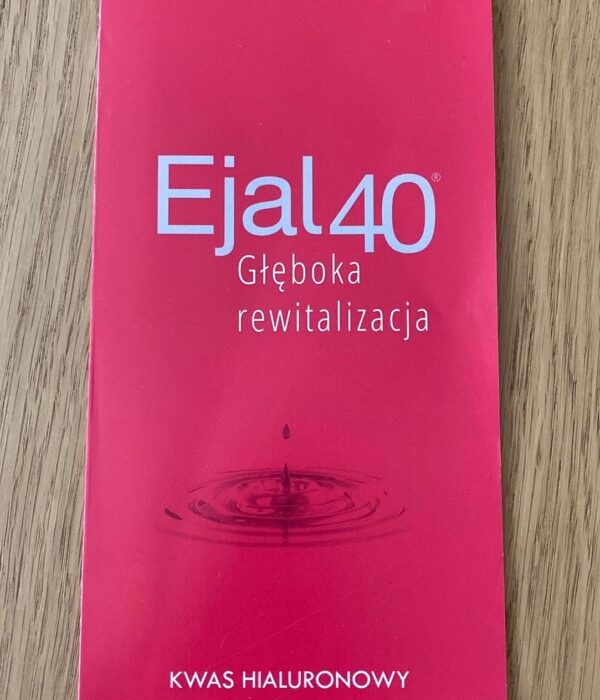 Ejal40®
Głęboka
rewitalizacja
KWAS HIALURONOWY